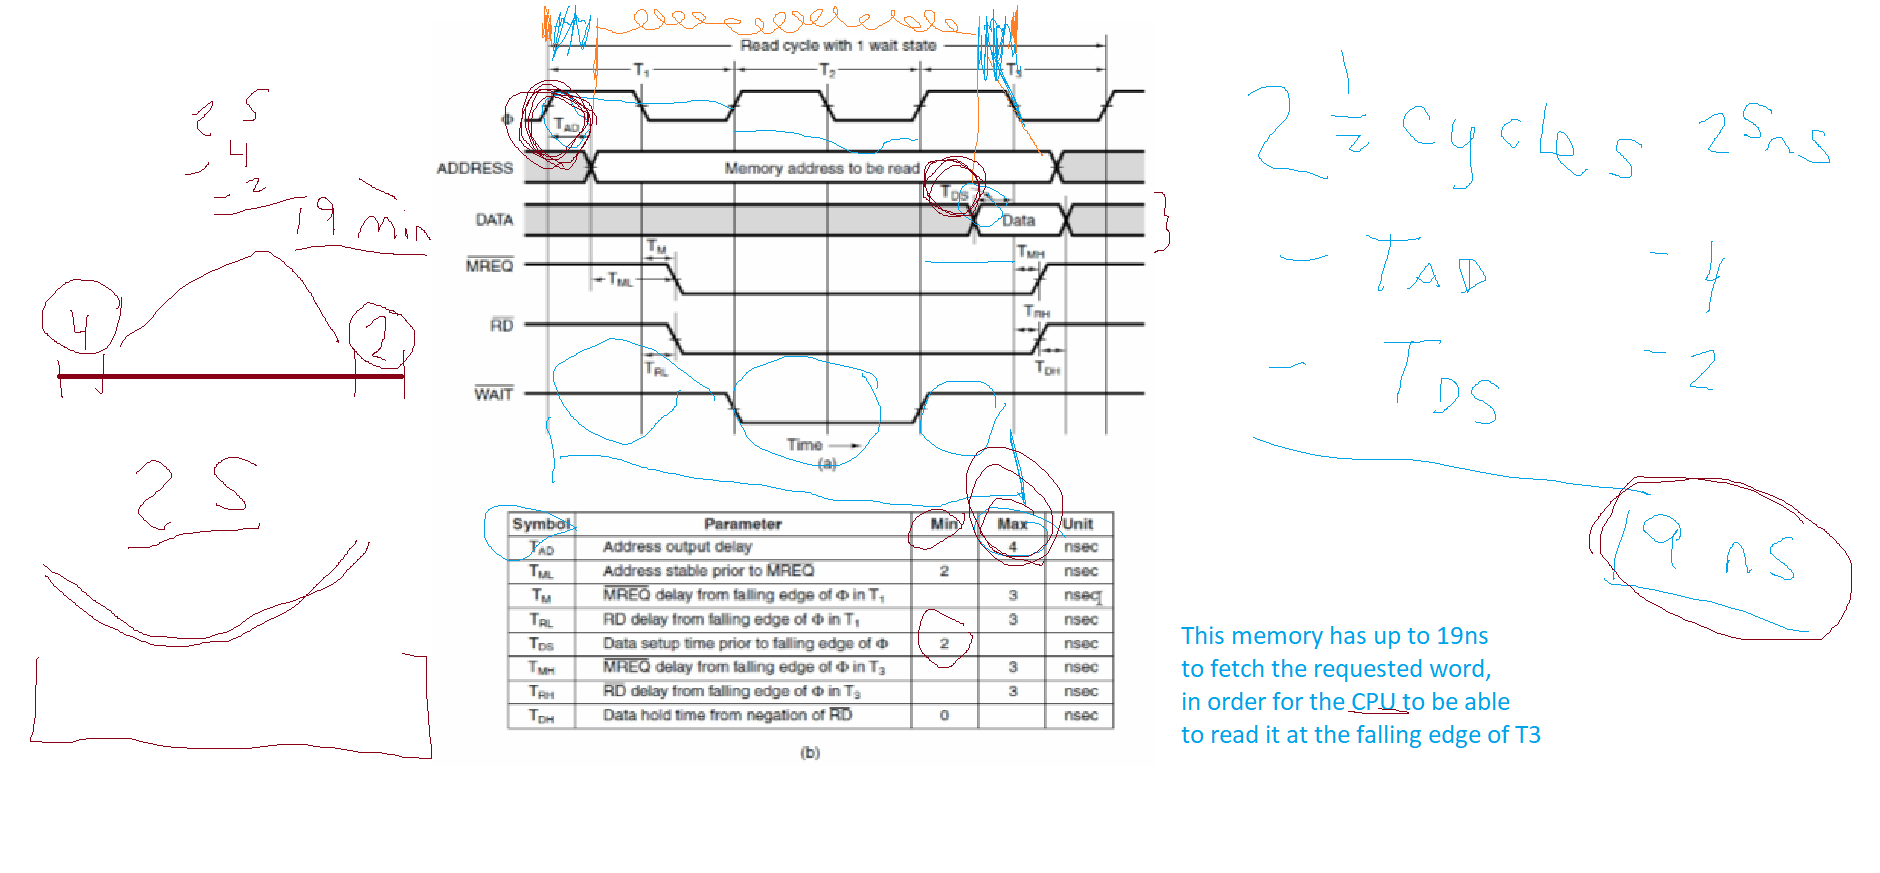 25
4
- 2
19 min
4
2
25
Read cycle with 1 wait state
T1 T2 T3
Φ
TAD
ADDRESS Memory address to be read
TDS
DATA Data
TM TMH
MREQ
TML
TRH
RD
TRL TDH
WAIT
Time
(a)
Symbol Parameter Min Max Unit
TAD Address output delay 4 nsec
TML Address stable prior to MREQ 2 nsec
TM MREQ delay from falling edge of Φ in T1 3 nsec
TRL RD delay from falling edge of Φ in T1 3 nsec
TDS Data setup time prior to falling edge of Φ 2 nsec
TMH MREQ delay from falling edge of Φ in T3 3 nsec
TRH RD delay from falling edge of Φ in T3 3 nsec
TDH Data hold time from negation of RD 0 nsec
(b)
2 1/2 cycles 25ns
- TAD - 4
- TDS - 2
19 ns
This memory has up to 19ns
to fetch the requested word,
in order for the CPU to be able
to read it at the falling edge of T3